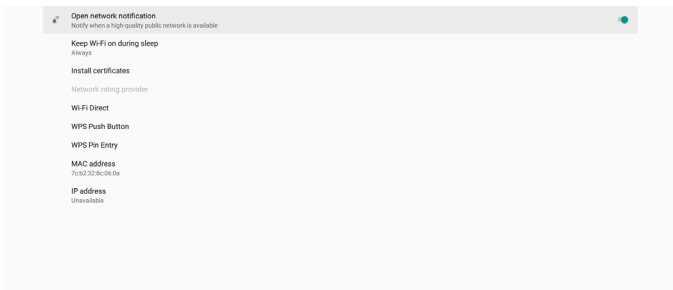 Open network notification
Notify when a high-quality public network is available
Keep Wi-Fi on during sleep
Always
Install certificates
Network rating provider
Wi-Fi Direct
WPS Push Button
WPS Pin Entry
MAC address
7c:b2:32:8c:06:0a
IP address
Unavailable